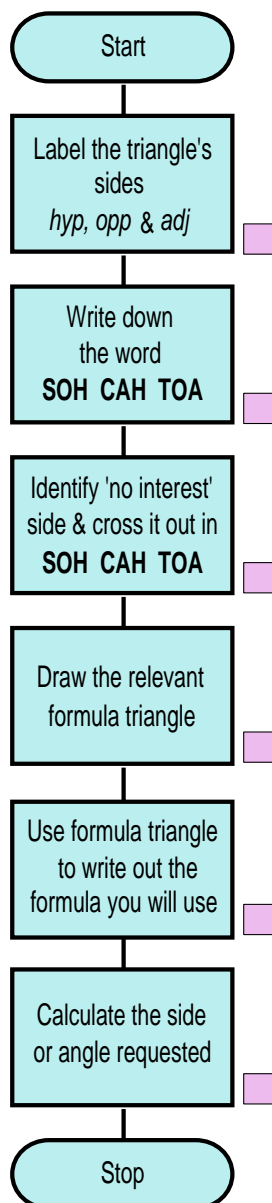 Start
Label the triangle's
sides
hyp, opp & adj
Write down
the word
SOH CAH TOA
Identify 'no interest'
side & cross it out in
SOH CAH TOA
Draw the relevant
formula triangle
Use formula triangle
to write out the
formula you will use
Calculate the side
or angle requested
Stop